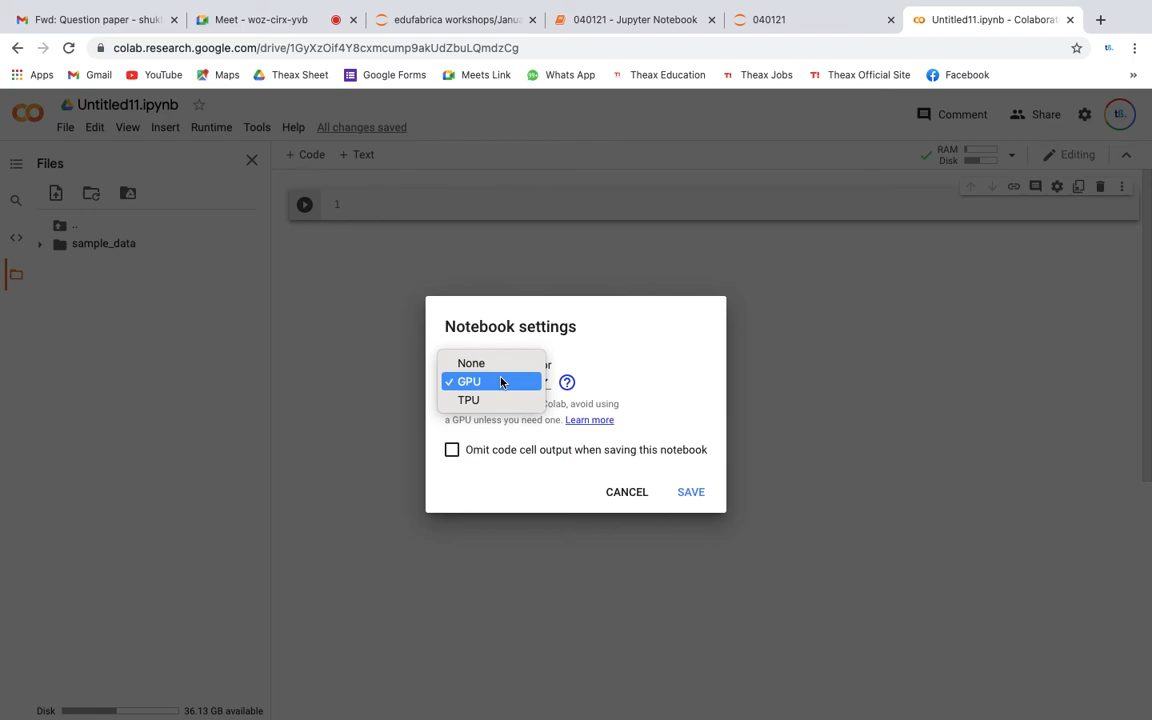 Fwd: Question paper - shukl
Meet - woz-cirx-yvb
edufabrica workshops/Janua
040121 - Jupyter Notebook
040121
Untitled11.ipynb - Colaborat
colab.research.google.com/drive/1GyXzOif4Y8cxmcump9akUdZbuLQmdzCg
Apps
Gmail
YouTube
Maps
Theax Sheet
Google Forms
Meets Link
Whats App
Theax Education
Theax Jobs
Theax Official Site
Facebook
Untitled11.ipynb
Comment
Share
File Edit View Insert Runtime Tools Help All changes saved
Files
+ Code + Text
RAM
Disk
Editing
..
sample_data
1
Notebook settings
None
or
GPU
TPU
Colab, avoid using
a GPU unless you need one. Learn more
Omit code cell output when saving this notebook
CANCEL SAVE
Disk 36.13 GB available